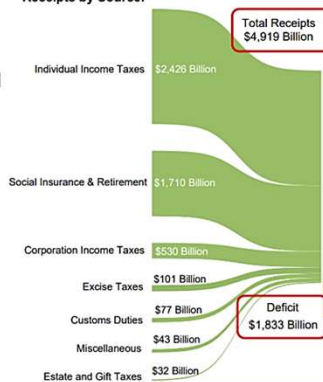 Receipts by Source:
Total Receipts
$4,919 Billion
Individual Income Taxes
$2,426 Billion
Social Insurance & Retirement
$1,710 Billion
Corporation Income Taxes
$530 Billion
Excise Taxes
$101 Billion
Customs Duties
$77 Billion
Miscellaneous
$43 Billion
Estate and Gift Taxes
$32 Billion
Deficit
$1,833 Billion